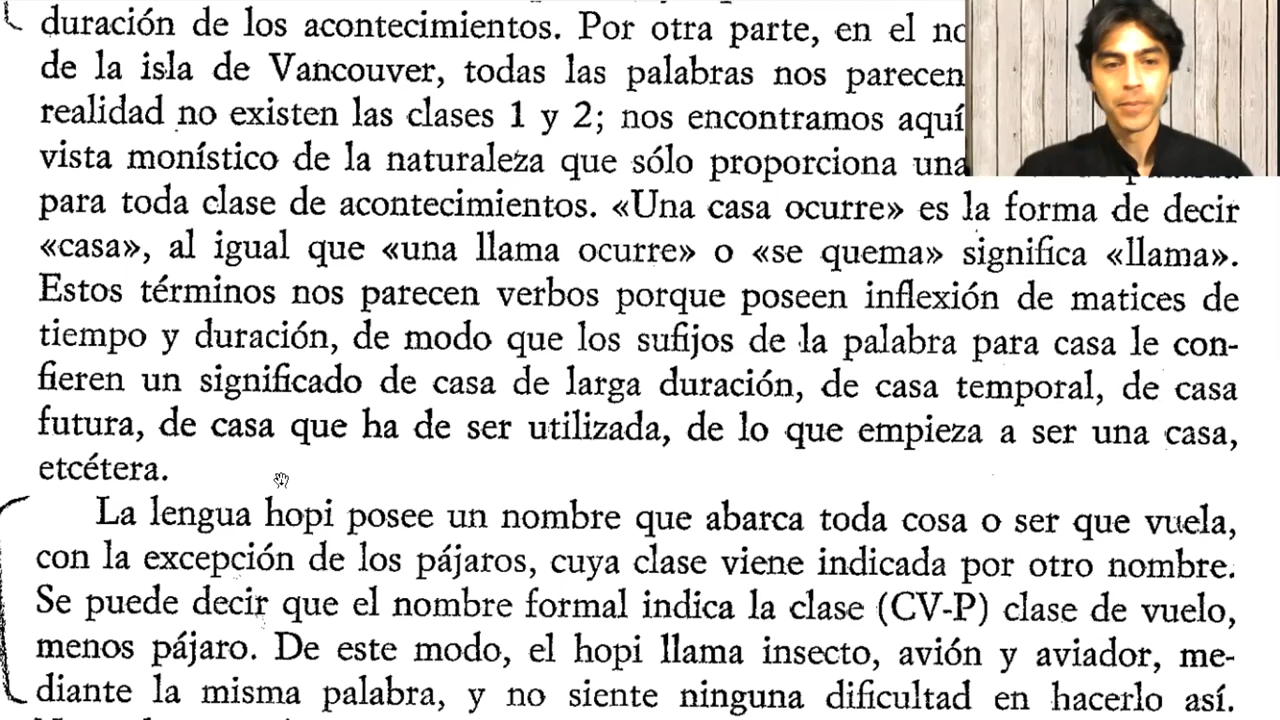 duración de los acontecimientos. Por otra parte, en el
de la isla de Vancouver, todas las palabras nos parecen
realidad no existen las clases 1 y 2; nos encontramos aquí
vista monístico de la naturaleza que sólo proporciona una
para toda clase de acontecimientos. «Una casa ocurre» es la forma de decir
«casa», al igual que «una llama ocurre» o «se quema» significa «llama».
Estos términos nos parecen verbos porque poseen inflexión de matices de
tiempo y duración, de modo que los sufijos de la palabra para casa le con-
fieren un significado de casa de larga duración, de casa temporal, de casa
futura, de casa que ha de ser utilizada, de lo que empieza a ser una casa,
etcétera.
La lengua hopi posee un nombre que abarca toda cosa o ser que vuela,
con la excepción de los pájaros, cuya clase viene indicada por otro nombre.
Se puede decir que el nombre formal indica la clase (CV-P) clase de vuelo,
menos pájaro. De este modo, el hopi llama insecto, avión y aviador, me-
diante la misma palabra, y no siente ninguna dificultad en hacerlo así.